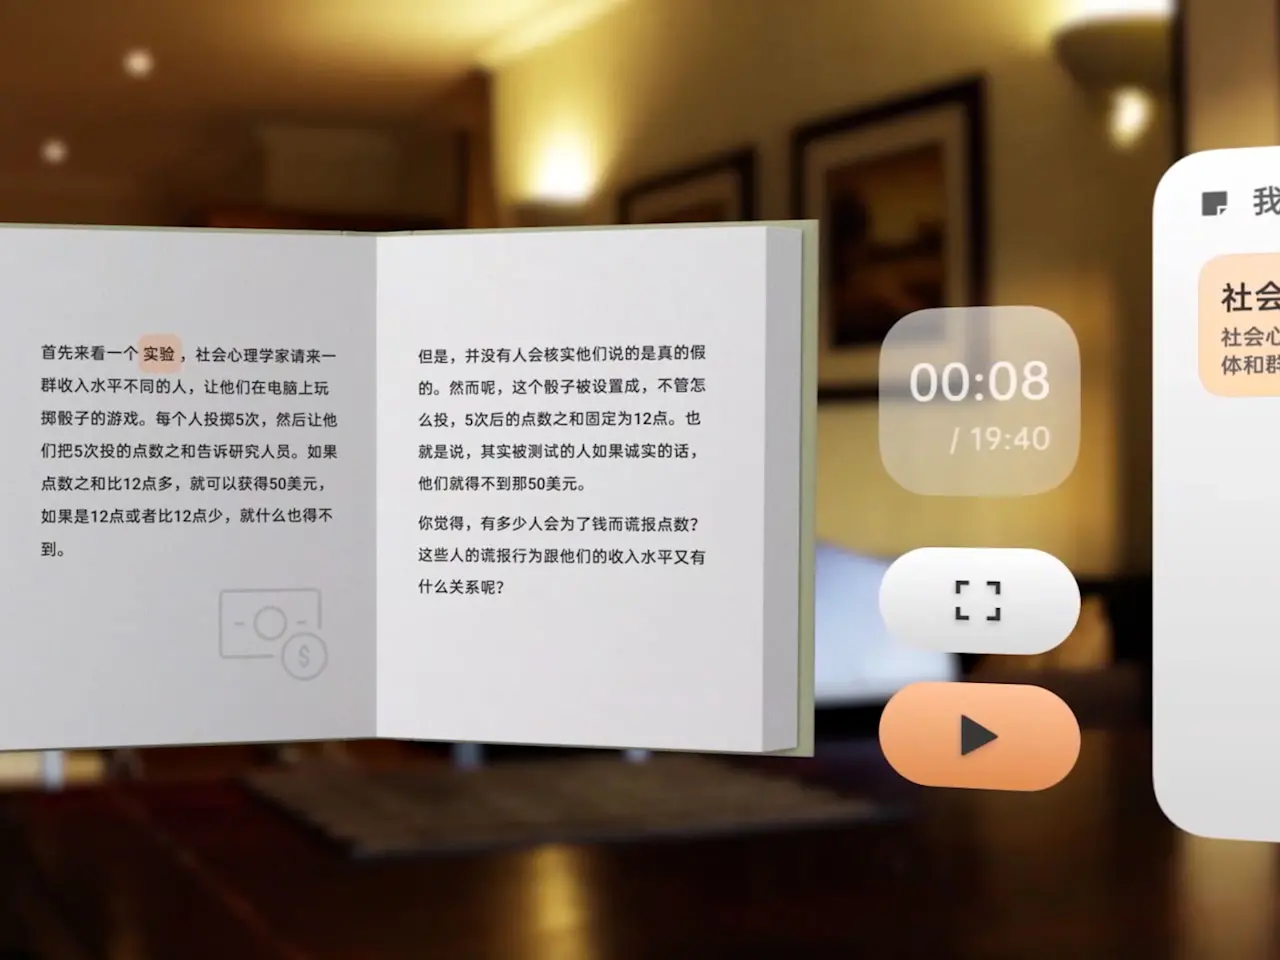 首先来看一个 实验 ，社会心理学家请来一
群收入水平不同的人，让他们在电脑上玩
掷骰子的游戏。每个人投掷5次，然后让他
们把5次投的点数之和告诉研究人员。如果
点数之和比12点多，就可以获得50美元，
如果是12点或者比12点少，就什么也得不
到。
但是，并没有人会核实他们说的是真的假
的。然而呢，这个骰子被设置成，不管怎
么投，5次后的点数之和固定为12点。也
就是说，其实被测试的人如果诚实的话，
他们就得不到那50美元。
你觉得，有多少人会为了钱而谎报点数？
这些人的谎报行为跟他们的收入水平又有
什么关系呢？
$
00:08
/ 19:40
我
社会
社会心
体和群